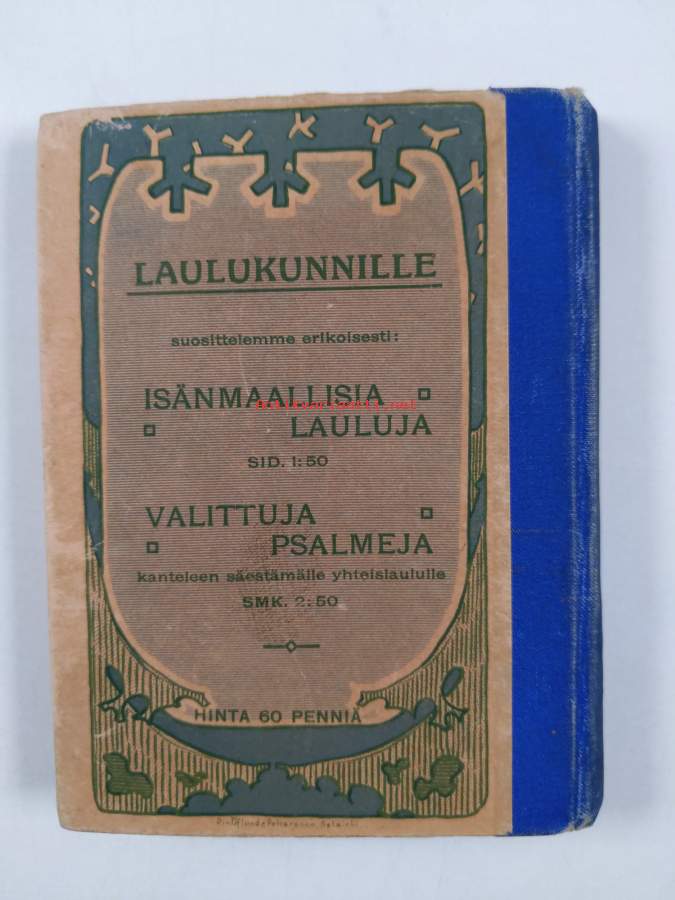 LAULUKUNNILLE
suosittelemme erikoisesti:
ISÄNMAALLISIA
LAULUJA
SID. 1:50
VALITTUJA
PSALMEJA
kanteleen säestämälle yhteislaululle
SMK. 2:50
HINTA 60 PENNIÄ